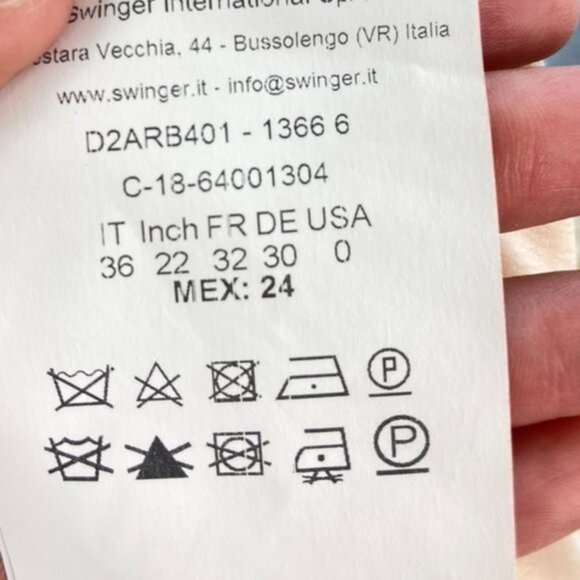 Swinger International
Vecchia, 44 - Bussolengo (VR) Italia
www.swinger.it - info@swinger.it
D2ARB401 - 1366 6
C-18-64001304
IT Inch FR DE USA
36 22 32 30 0
MEX: 24
P
P